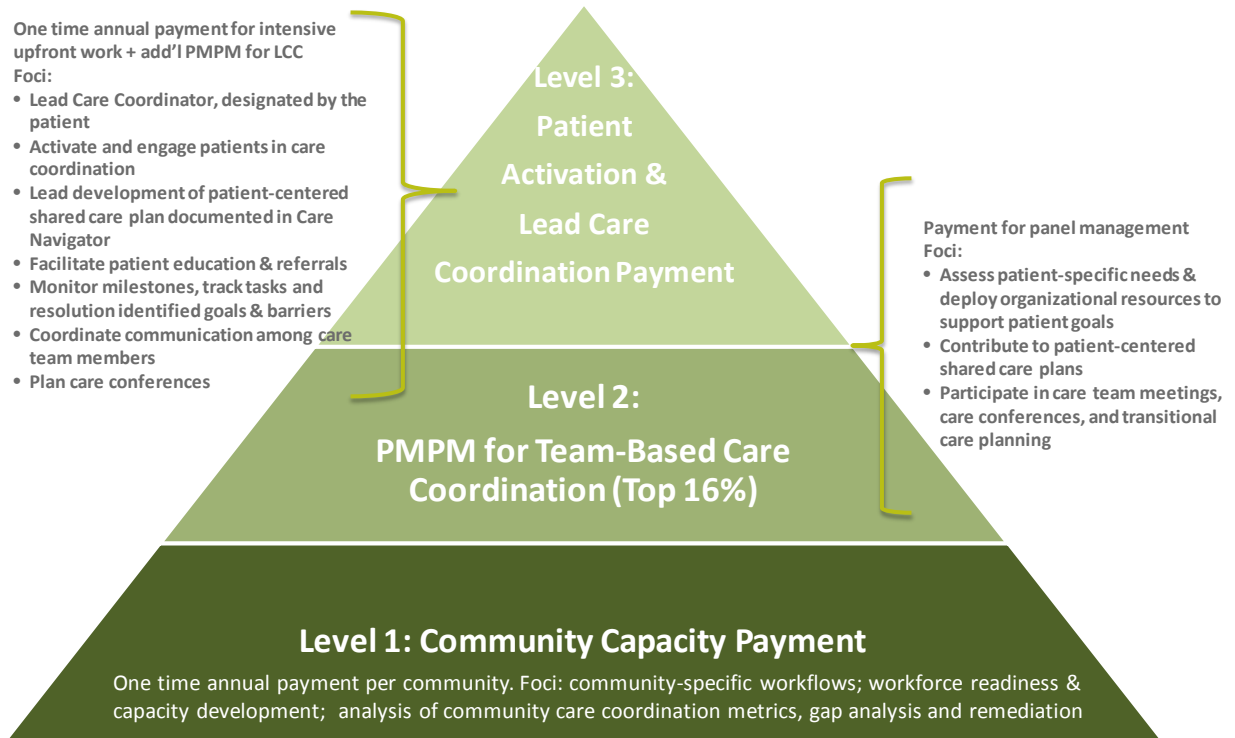 One time annual payment for intensive
upfront work + add’l PMPM for LCC
Foci:
• Lead Care Coordinator, designated by the
patient
• Activate and engage patients in care
coordination
• Lead development of patient-centered
shared care plan documented in Care
Navigator
• Facilitate patient education & referrals
• Monitor milestones, track tasks and
resolution identified goals & barriers
• Coordinate communication among care
team members
• Plan care conferences
Level 3:
Patient
Activation &
Lead Care
Coordination Payment
Payment for panel management
Foci:
• Assess patient-specific needs &
deploy organizational resources to
support patient goals
• Contribute to patient-centered
shared care plans
• Participate in care team meetings,
care conferences, and transitional
care planning
Level 2:
PMPM for Team-Based Care
Coordination (Top 16%)
Level 1: Community Capacity Payment
One time annual payment per community. Foci: community-specific workflows; workforce readiness &
capacity development; analysis of community care coordination metrics, gap analysis and remediation